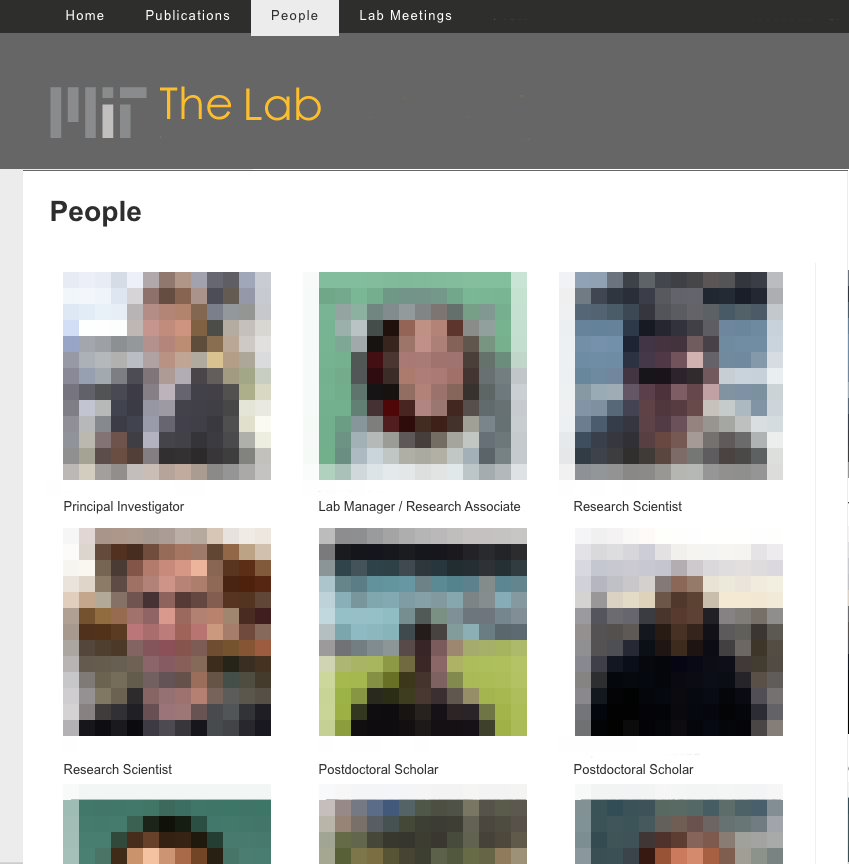 Home Publications People Lab Meetings
MIT The Lab
People
Principal Investigator Lab Manager / Research Associate Research Scientist
Research Scientist Postdoctoral Scholar Postdoctoral Scholar